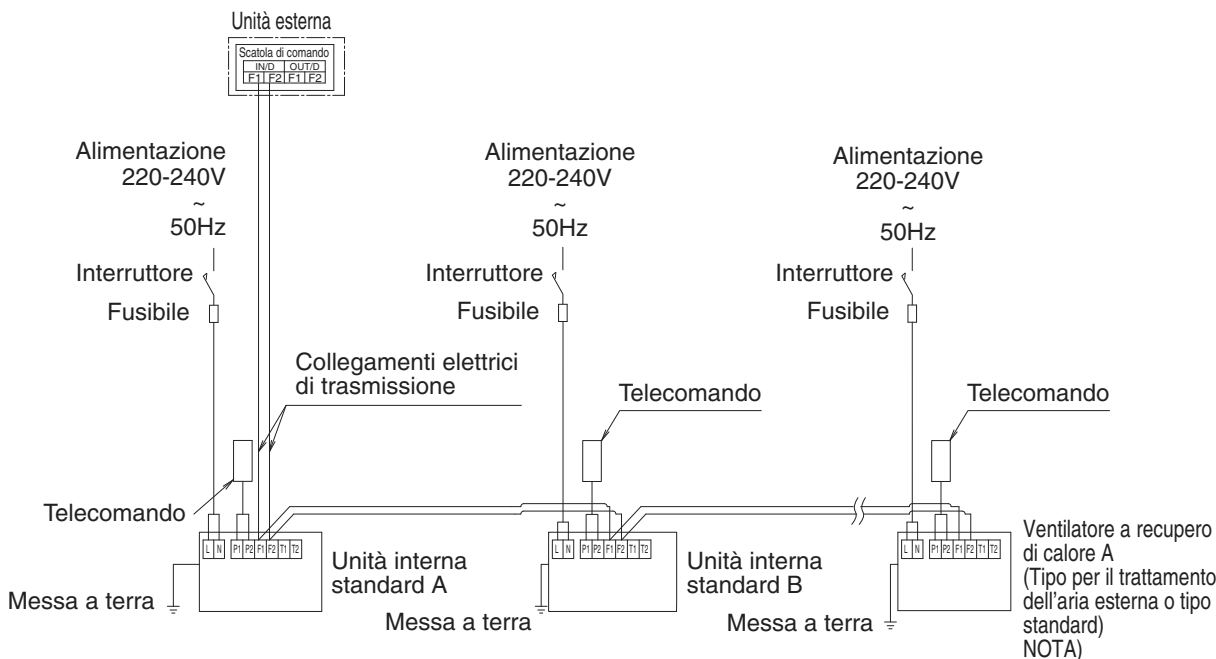 Unità esterna
Scatola di comando
IN/D OUT/D
F1 F2 F1 F2
Alimentazione
220-240V
~
50Hz
Interruttore
Fusibile
Alimentazione
220-240V
~
50Hz
Interruttore
Fusibile
Alimentazione
220-240V
~
50Hz
Interruttore
Fusibile
Collegamenti elettrici
di trasmissione
Telecomando
Telecomando
Telecomando
L N P1 P2 F1 F2 T1 T2
Unità interna
standard A
Messa a terra
L N P1 P2 F1 F2 T1 T2
Unità interna
standard B
Messa a terra
L N P1 P2 F1 F2 T1 T2
Ventilatore a recupero
di calore A
(Tipo per il trattamento
dell'aria esterna o tipo
standard)
NOTA)
Messa a terra